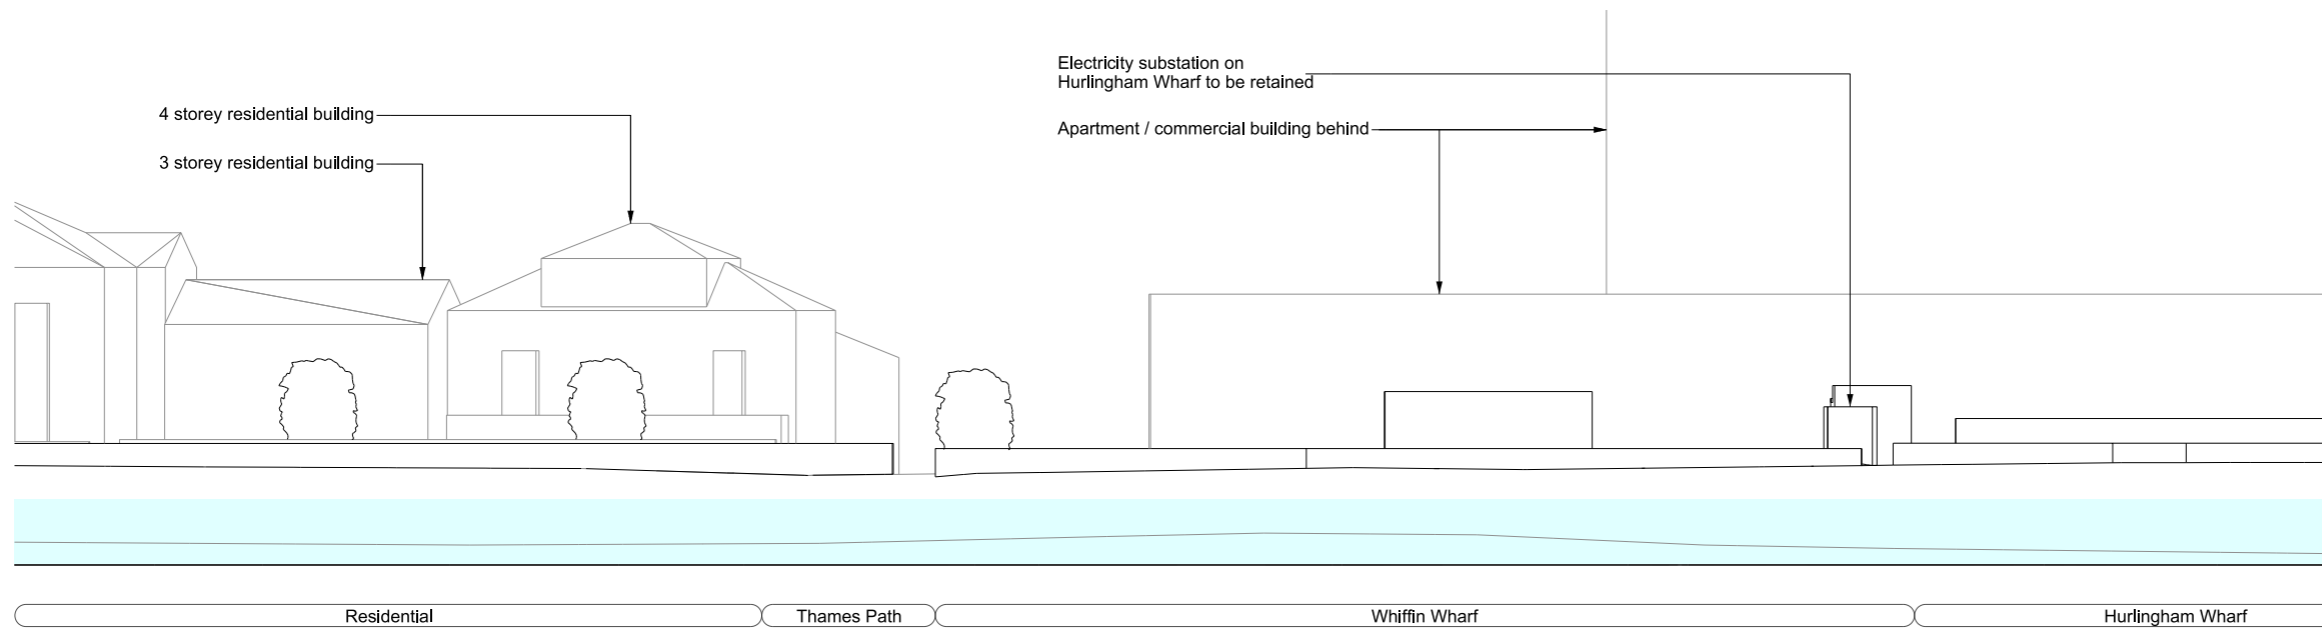 Electricity substation on
Hurlingham Wharf to be retained
4 storey residential building
Apartment / commercial building behind
3 storey residential building
Residential
Thames Path
Whiffin Wharf
Hurlingham Wharf